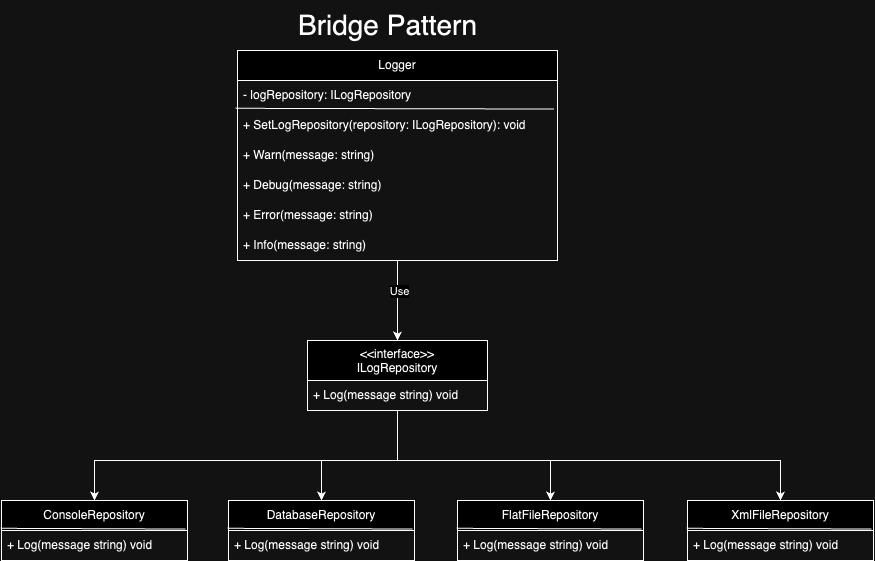 Bridge Pattern
Logger
- logRepository: ILogRepository
+ SetLogRepository(repository: ILogRepository): void
+ Warn(message: string)
+ Debug(message: string)
+ Error(message: string)
+ Info(message: string)
Use
<<interface>>
ILogRepository
+ Log(message string) void
ConsoleRepository
+ Log(message string) void
DatabaseRepository
+ Log(message string) void
FlatFileRepository
+ Log(message string) void
XmlFileRepository
+ Log(message string) void